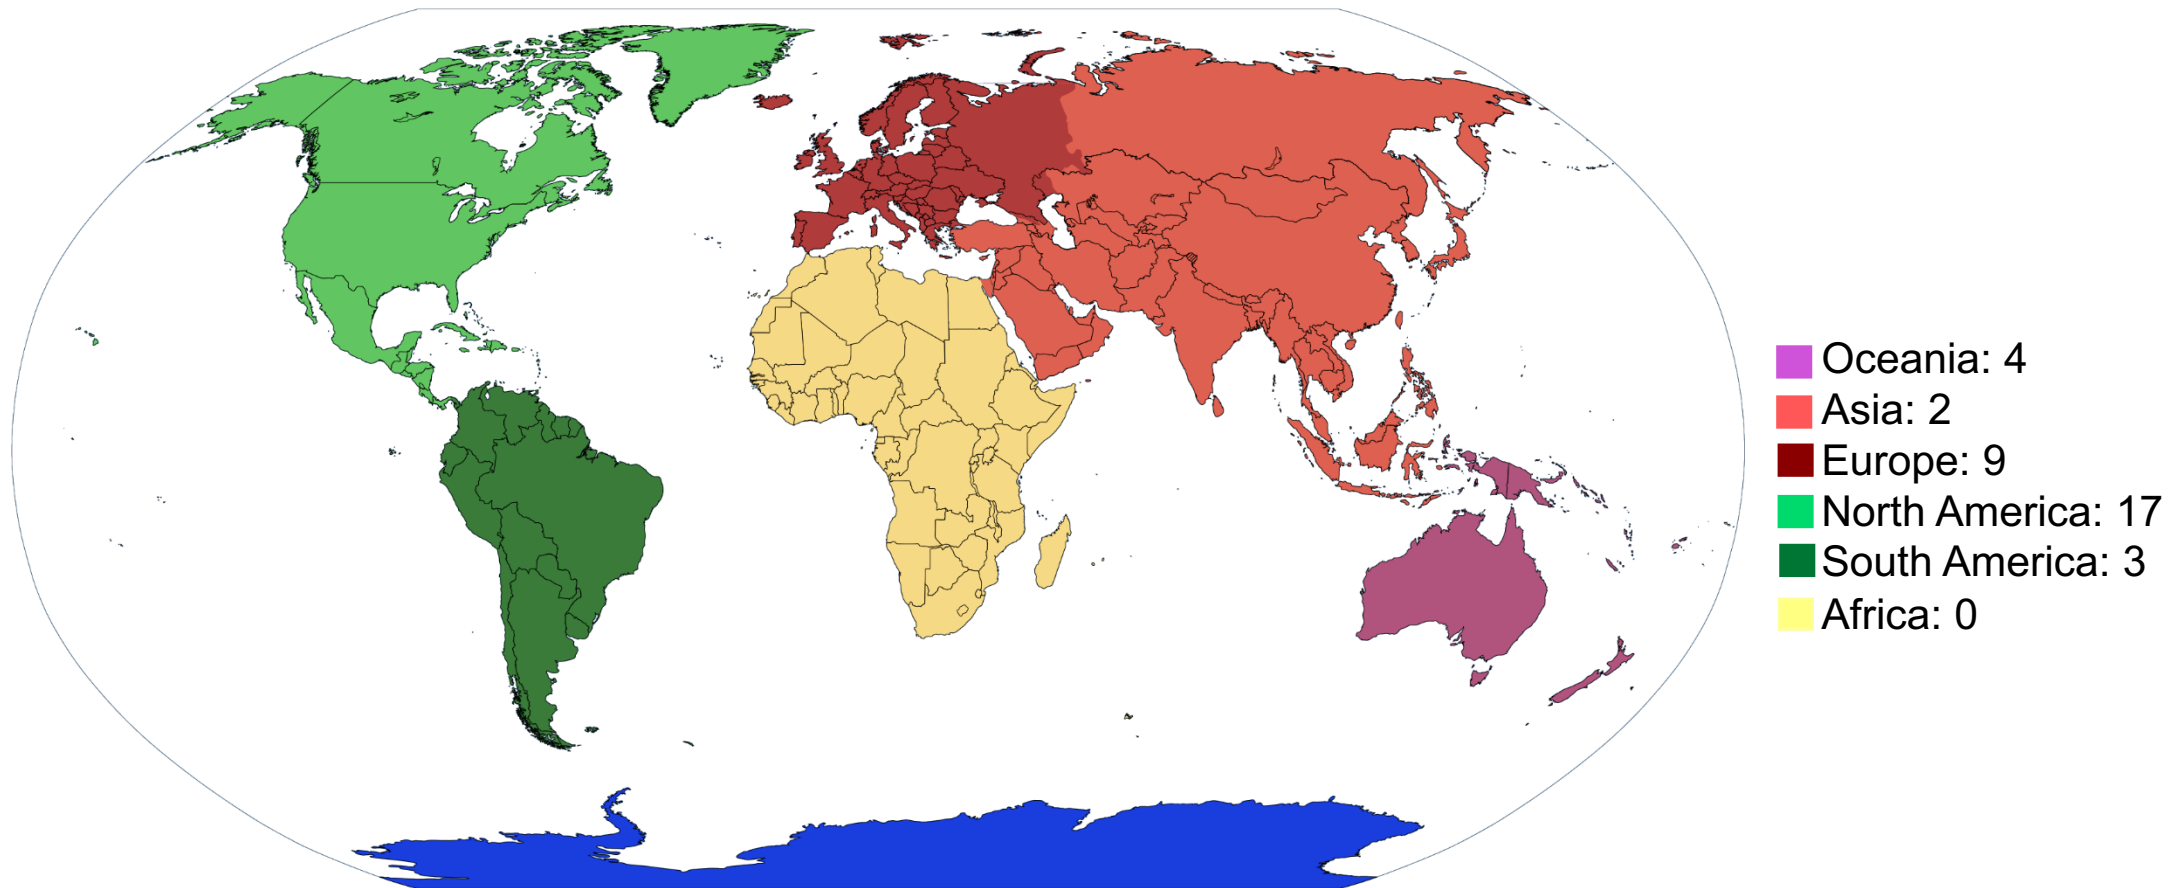 Oceania: 4
Asia: 2
Europe: 9
North America: 17
South America: 3
Africa: 0